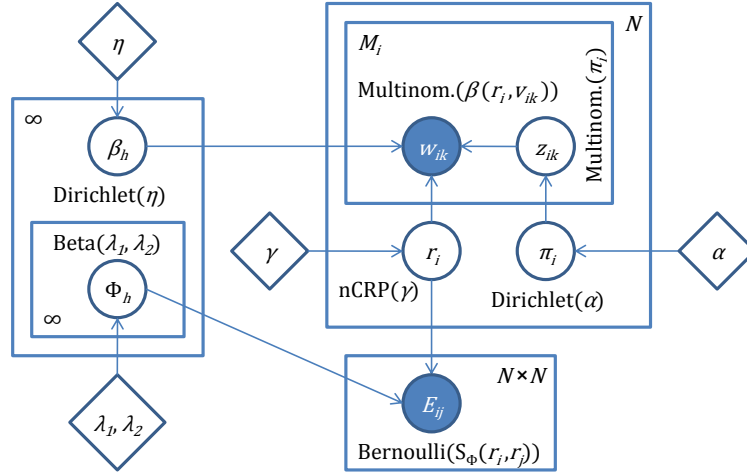 η
N
M_i
∞
Multinom.(π_i)
Multinom.(β(r_i,v_ik))
β_h
w_ik
z_ik
Dirichlet(η)
Beta(λ_1, λ_2)
γ
r_i
π_i
α
Φ_h
nCRP(γ)
Dirichlet(α)
∞
N×N
λ_1, λ_2
E_ij
Bernoulli(S_Φ(r_i,r_j))